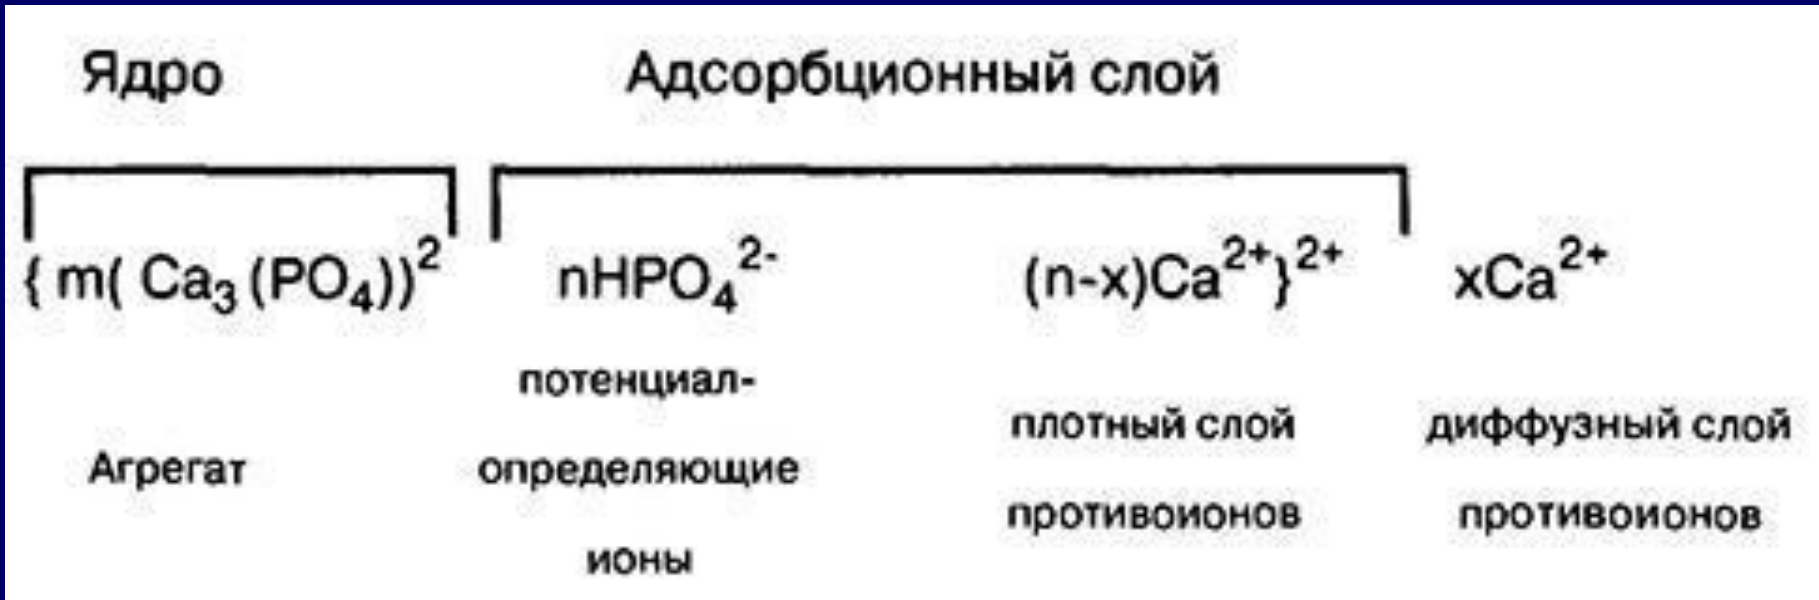 Ядро Адсорбционный слой
{ m( Ca₃ (PO₄))² nHPO₄²⁻ (n-x)Ca²⁺}²⁺ xCa²⁺
потенциал-
плотный слой диффузный слой
Агрегат определяющие
противоионов противоионов
ионы